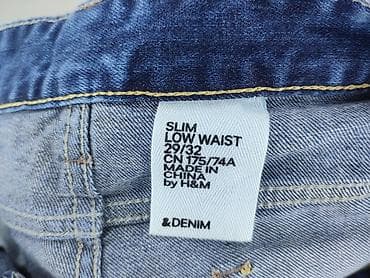 SLIM
LOW WAIST
29/32
CN 175/74A
MADE IN
CHINA
by H&M
&DENIM